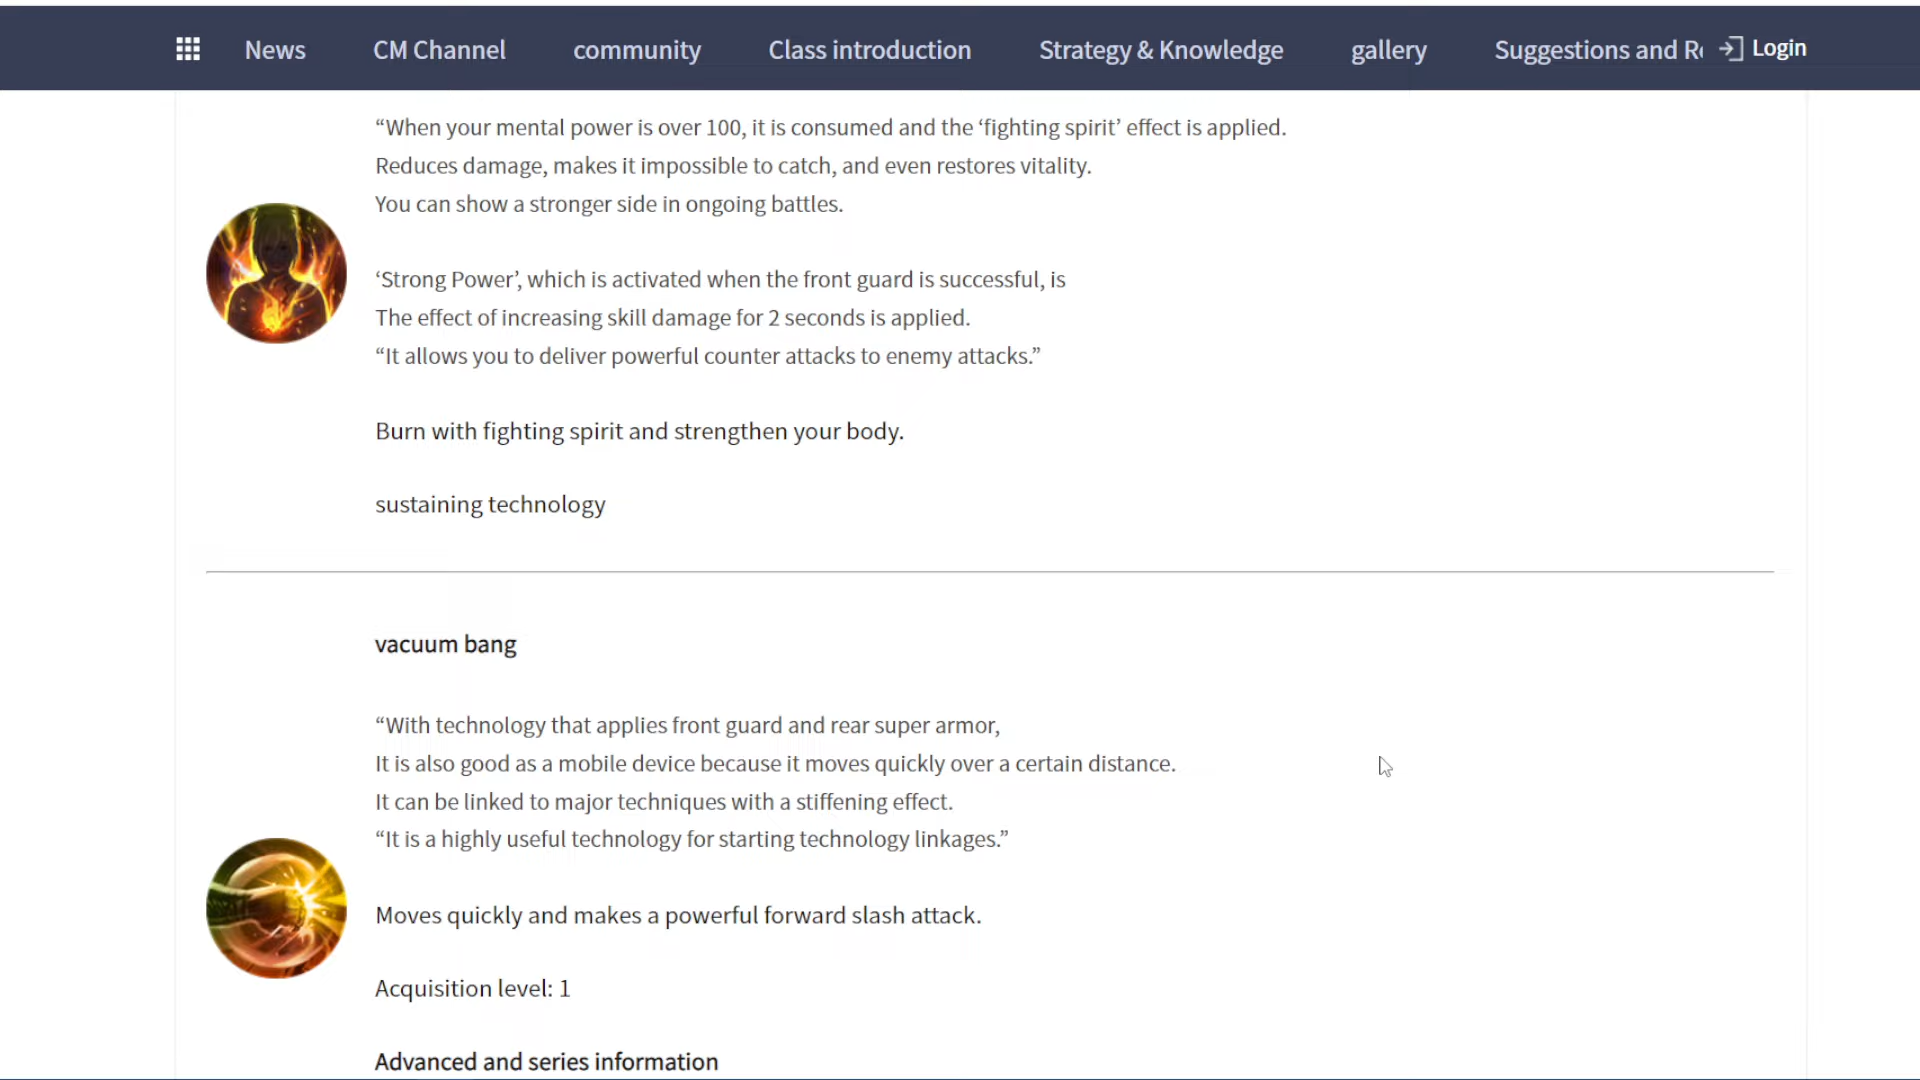 News CM Channel community Class introduction Strategy & Knowledge gallery Suggestions and Login
“When your mental power is over 100, it is consumed and the ‘fighting spirit’ effect is applied.
Reduces damage, makes it impossible to catch, and even restores vitality.
You can show a stronger side in ongoing battles.
‘Strong Power’, which is activated when the front guard is successful, is
The effect of increasing skill damage for 2 seconds is applied.
“It allows you to deliver powerful counter attacks to enemy attacks.”
Burn with fighting spirit and strengthen your body.
sustaining technology
vacuum bang
“With technology that applies front guard and rear super armor,
It is also good as a mobile device because it moves quickly over a certain distance.
It can be linked to major techniques with a stiffening effect.
“It is a highly useful technology for starting technology linkages.”
Moves quickly and makes a powerful forward slash attack.
Acquisition level: 1
Advanced and series information